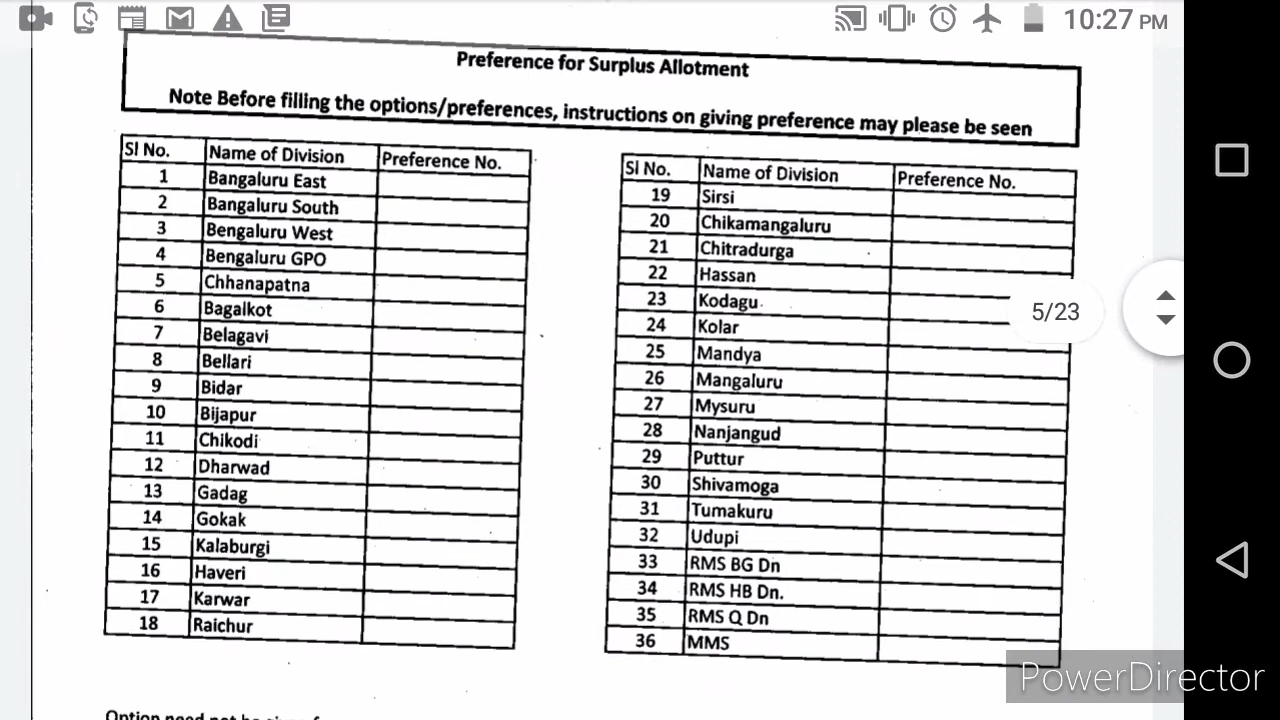 10:27 PM
Preference for Surplus Allotment
Note Before filling the options/preferences, instructions on giving preference may please be seen
Sl No. Name of Division Preference No.
1 Bangaluru East
2 Bangaluru South
3 Bengaluru West
4 Bengaluru GPO
5 Chhanapatna
6 Bagalkot
7 Belagavi
8 Bellari
9 Bidar
10 Bijapur
11 Chikodi
12 Dharwad
13 Gadag
14 Gokak
15 Kalaburgi
16 Haveri
17 Karwar
18 Raichur
Sl No. Name of Division Preference No.
19 Sirsi
20 Chikamangaluru
21 Chitradurga
22 Hassan
23 Kodagu
24 Kolar
25 Mandya
26 Mangaluru
27 Mysuru
28 Nanjangud
29 Puttur
30 Shivamoga
31 Tumakuru
32 Udupi
33 RMS BG Dn
34 RMS HB Dn.
35 RMS Q Dn
36 MMS
5/23
PowerDirector
Option need not be given f